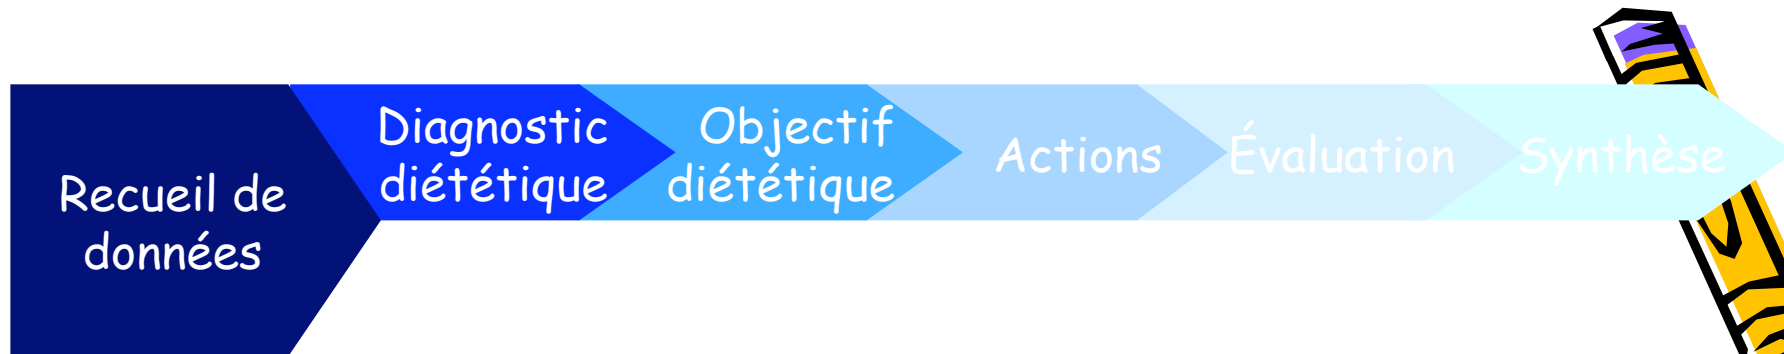 Recueil de
données
Diagnostic
diététique
Objectif
diététique
Actions
Évaluation
Synthèse